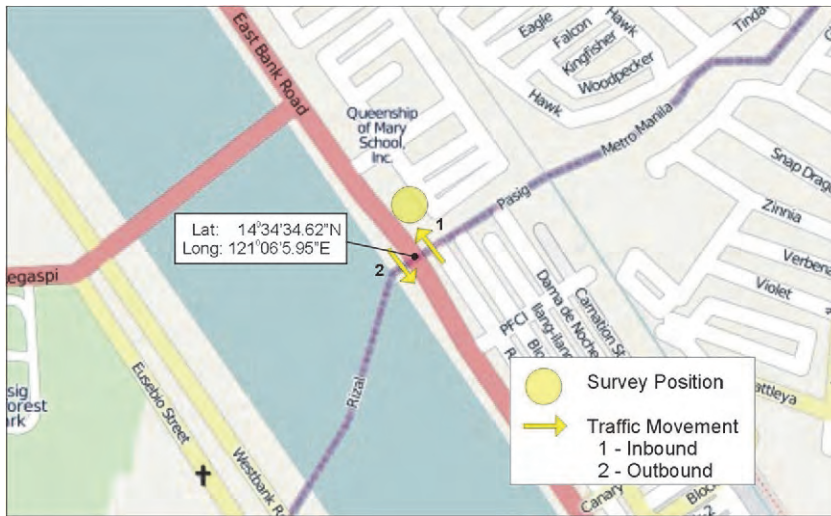 East Bank Road
Eagle
Falcon
Hawk
Kingfisher
Woodpecker
Hawk
Tindal
Queenship
of Mary
School,
Inc.
Metro Manila
Pasig
Snap Drag
Zinnia
Verbena
Violet
1
Lat: 14°34'34.62"N
Long: 121°06'5.95"E
2
egaspi
PFCI
Dama de Noche
Ilang-ilang
Carnation St
attleya
sig
orest
ark
Eusebio Street
Westbank R
Rizal
Survey Position
Traffic Movement
1 - Inbound
2 - Outbound
Canary
Block